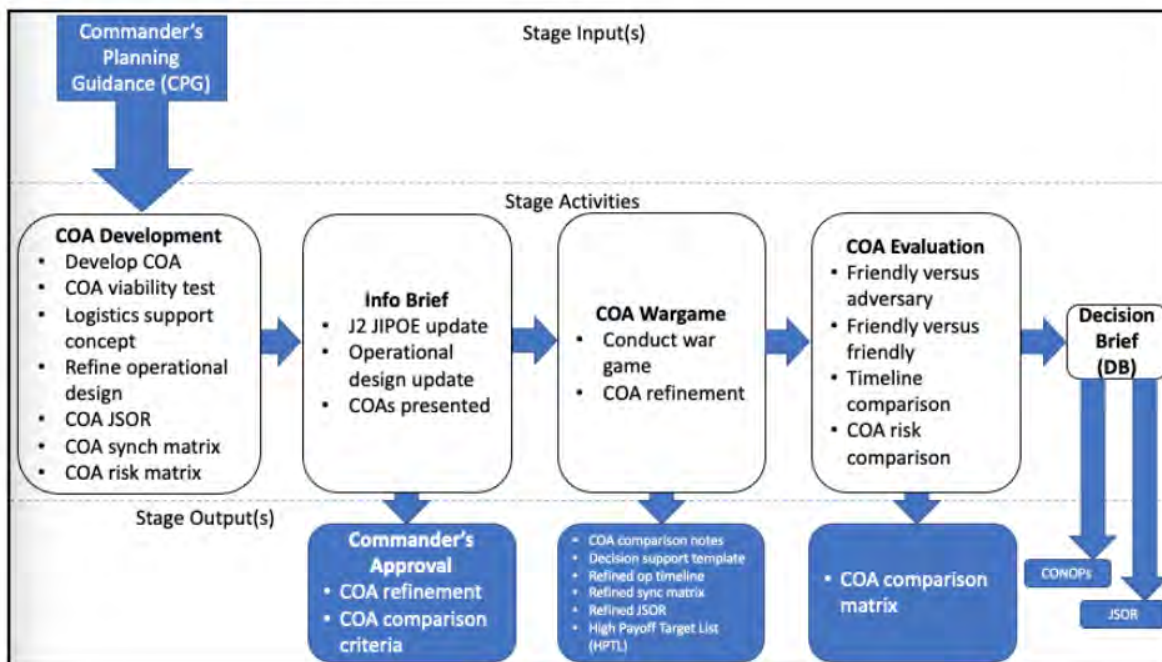 Commander's
Planning
Guidance (CPG)
Stage Input(s)
Stage Activities
COA Development
• Develop COA
• COA viability test
• Logistics support
concept
• Refine operational
design
• COA JSOR
• COA synch matrix
• COA risk matrix
Info Brief
• J2 JIPOE update
• Operational
design update
• COAs presented
COA Wargame
• Conduct war
game
• COA refinement
COA Evaluation
• Friendly versus
adversary
• Friendly versus
friendly
• Timeline
comparison
• COA risk
comparison
Decision
Brief
(DB)
Stage Output(s)
Commander's
Approval
• COA refinement
• COA comparison
criteria
• COA comparison notes
• Decision support template
• Refined op timeline
• Refined sync matrix
• Refined JSOR
• High Payoff Target List
(HPTL)
• COA comparison
matrix
CONOPs
JSOR